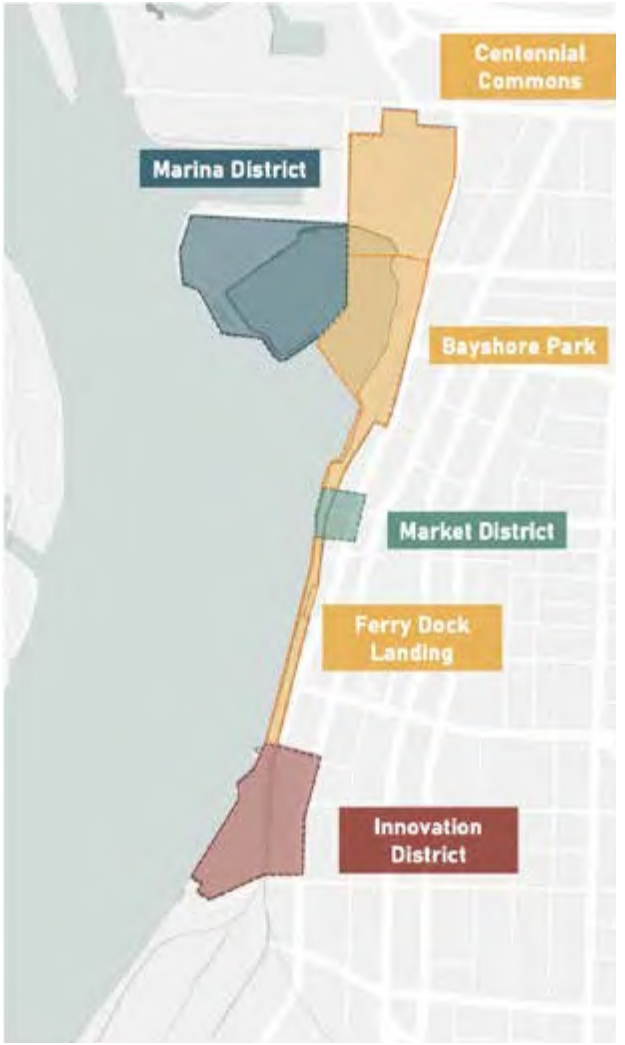 Centennial
Commons
Marina District
Bayshore Park
Market District
Ferry Dock
Landing
Innovation
District